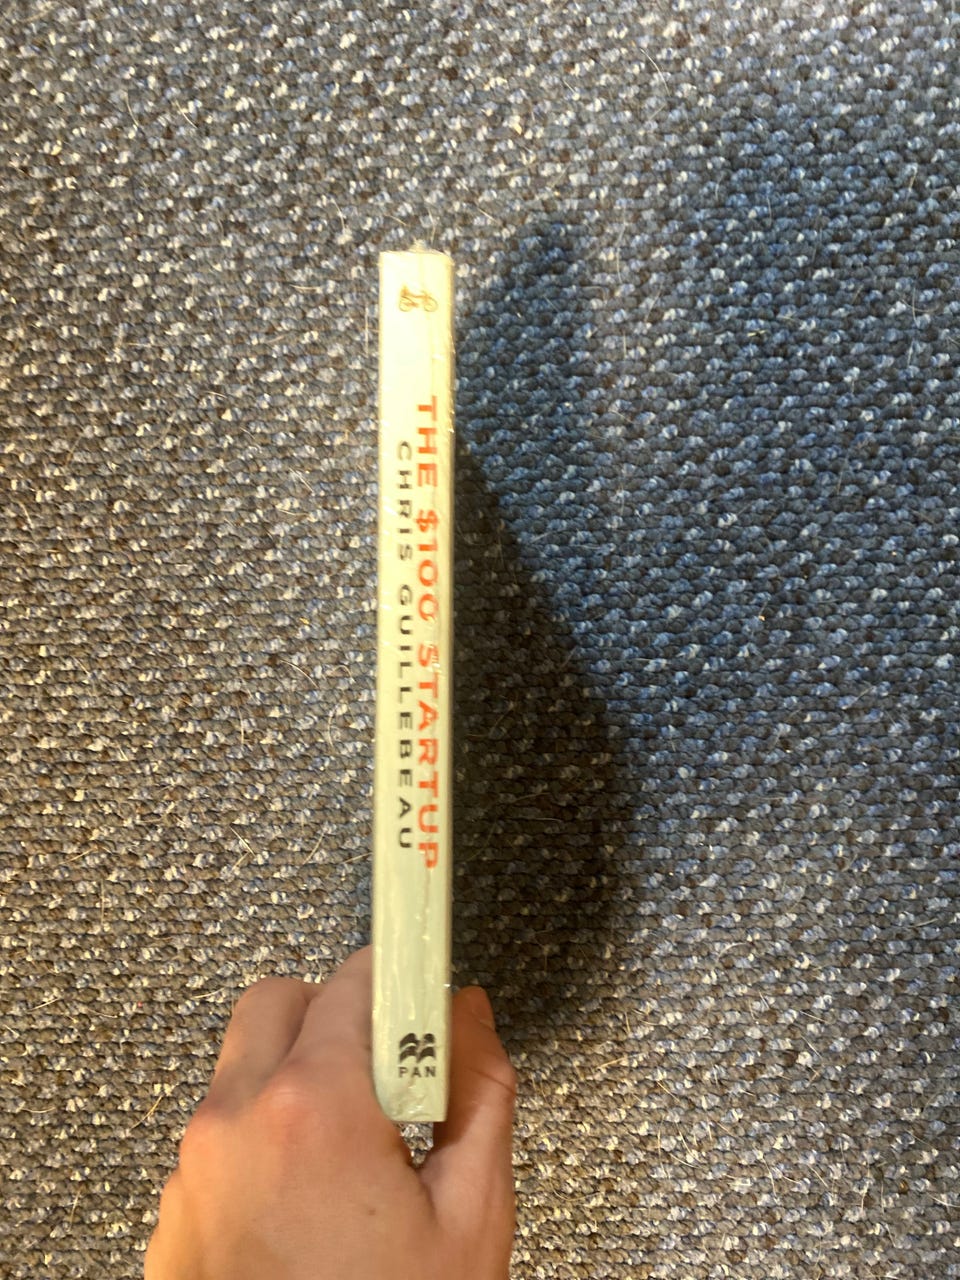 THE $100 STARTUP
CHRIS GUILLEBEAU
PAN